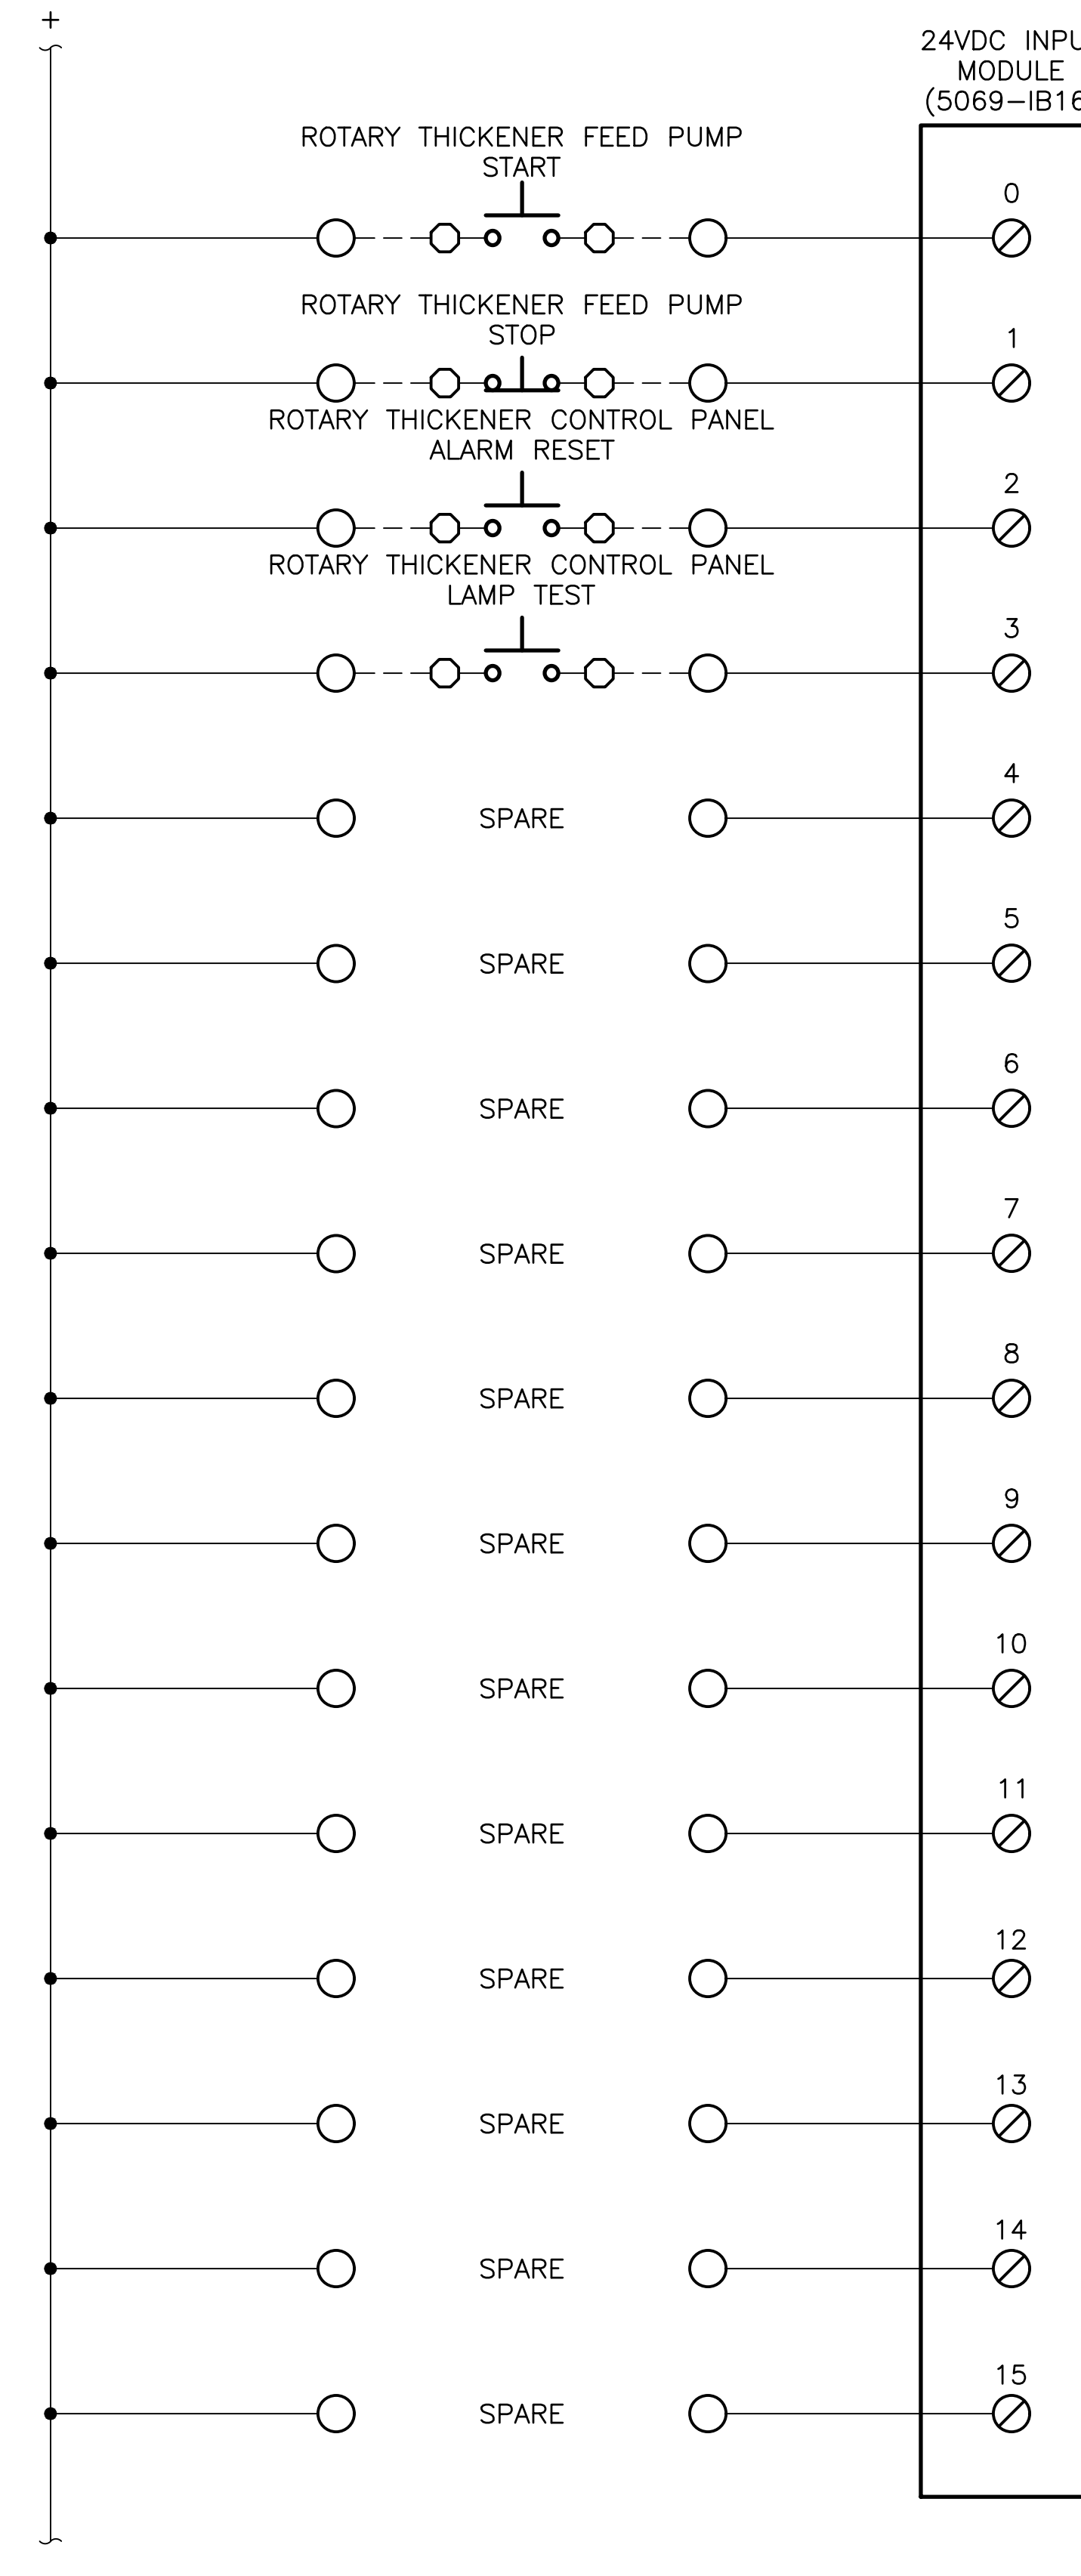 +
24VDC INPU
MODULE
(5069-IB16
ROTARY THICKENER FEED PUMP
START
0
ROTARY THICKENER FEED PUMP
STOP
1
ROTARY THICKENER CONTROL PANEL
ALARM RESET
2
ROTARY THICKENER CONTROL PANEL
LAMP TEST
3
4
SPARE
5
SPARE
6
SPARE
7
SPARE
8
SPARE
9
SPARE
10
SPARE
11
SPARE
12
SPARE
13
SPARE
14
SPARE
15
SPARE